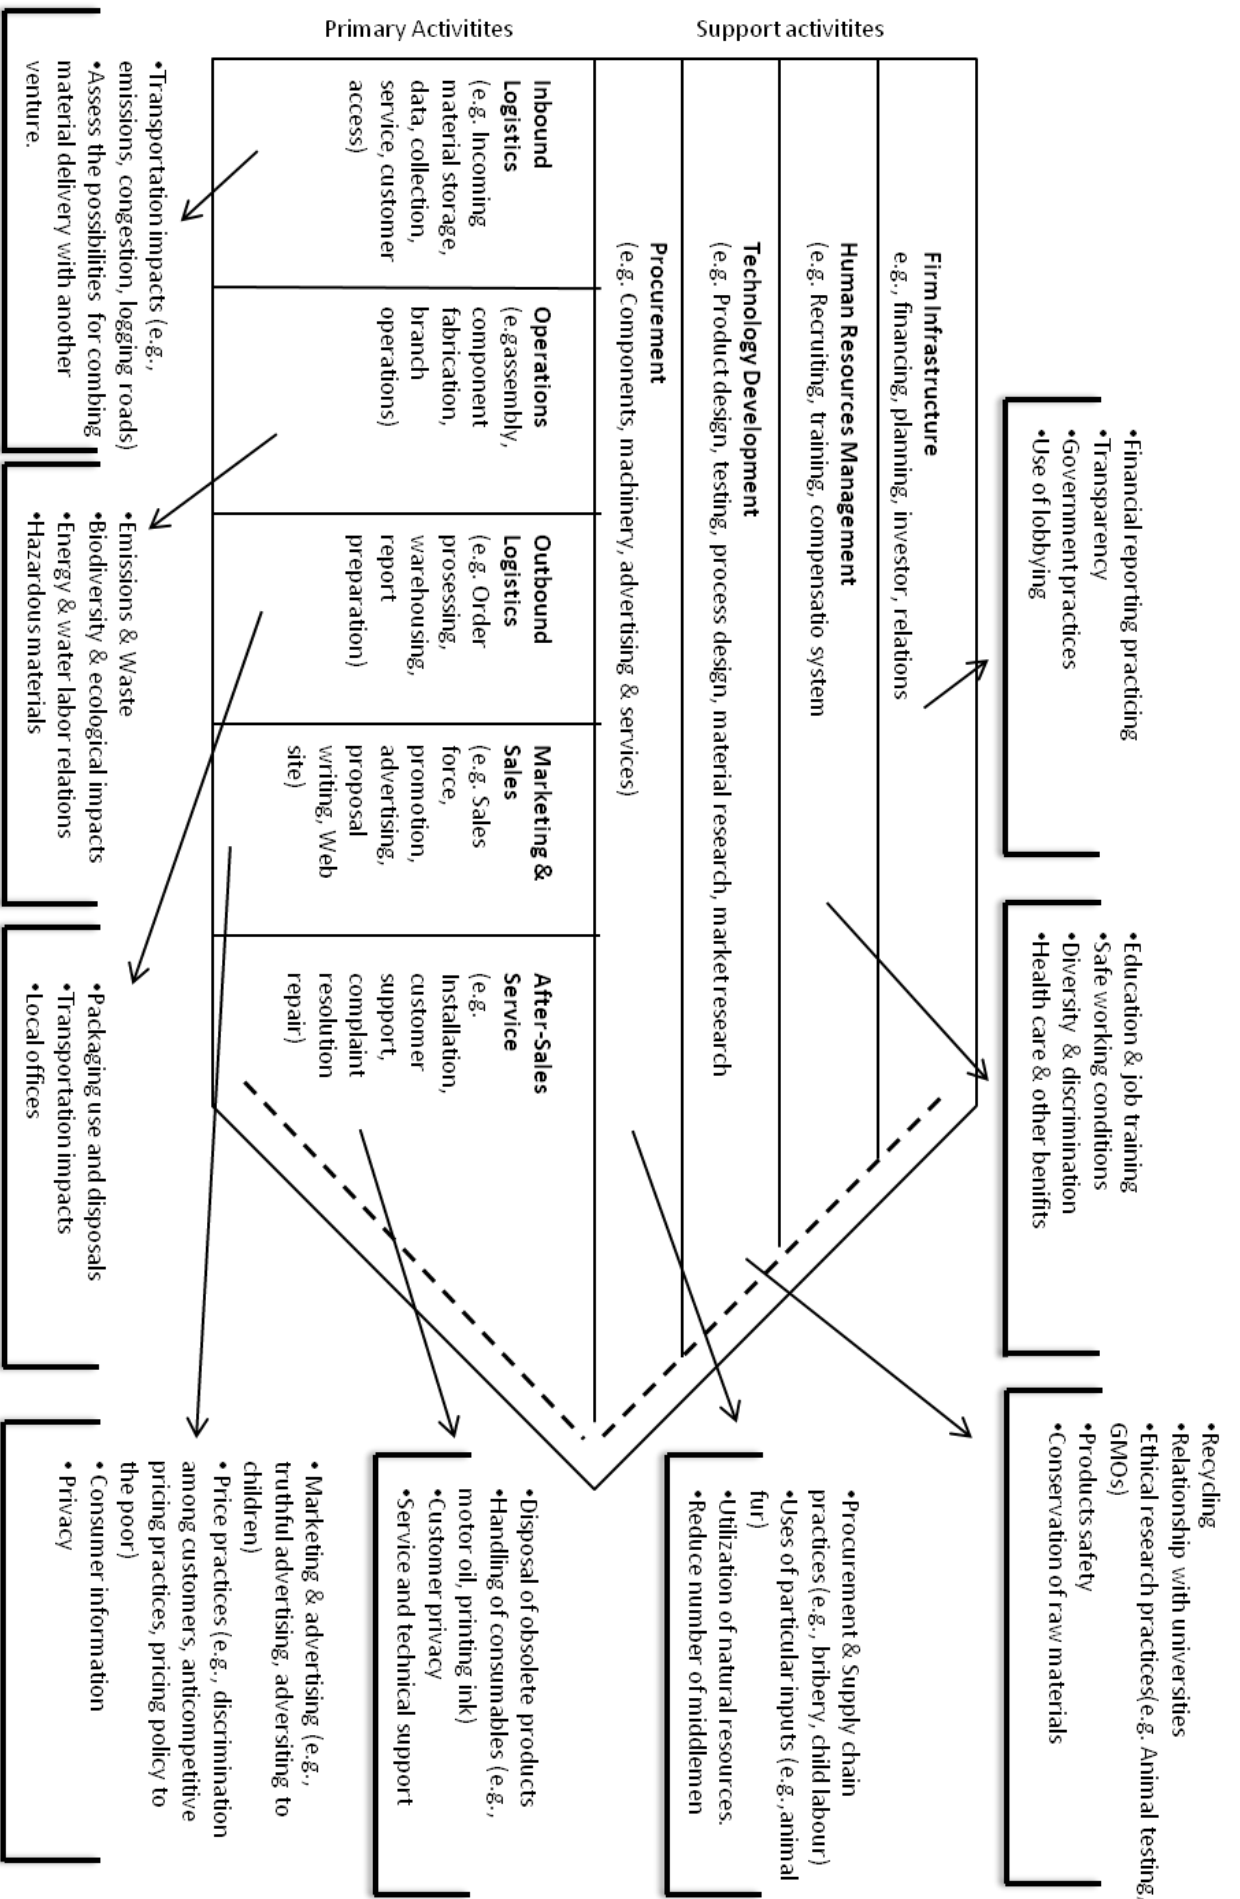 Primary Activitites
Support activitites
•Financial reporting practicing
•Transparency
•Government practices
•Use of lobbying
•Education & job training
•Safe working conditions
•Diversity & discrimination
•Health care & other benifits
•Recycling
•Relationship with universities
•Ethical research practices(e.g. Animal testing,
GMOs)
•Products safety
•Conservation of raw materials
Firm Infrastructure
e.g., financing, planning, investor, relations
Human Resources Management
(e.g. Recruiting, training, compensatio system
Technology Development
(e.g. Product design, testing, process design, material research, market research
Procurement
(e.g. Components, machinery, advertising & services)
•Procurement & Supply chain
practices (e.g., bribery, child labour)
•Uses of particular inputs (e.g., animal
fur)
•Utilization of natural resources.
•Reduce number of middlemen
Inbound
Logistics
(e.g. Incoming
material storage,
data, collection,
service, customer
access)
Operations
(e.gassembly,
component
fabrication,
branch
operations)
Outbound
Logistics
(e.g. Order
prosessing,
warehousing,
report
preparation)
Marketing &
Sales
(e.g. Sales
force,
promotion,
advertising,
proposal
writing, Web
site)
After-Sales
Service
(e.g.
Installation,
customer
support,
complaint
resolution
repair)
•Disposal of obsolete products
•Handling of consumables (e.g.,
motor oil, printing ink)
•Customer privacy
•Service and technical support
•Transportation impacts (e.g.,
emissions, congestion, logging roads)
•Assess the possibilities for combing
material delivery with another
venture.
•Emissions & Waste
•Biodiversity & ecological impacts
•Energy & water labor relations
•Hazardous materials
•Packaging use and disposals
•Transportation impacts
•Local offices
• Marketing & advertising (e.g.,
truthful advertising, adversiting to
children)
• Price practices (e.g., discrimination
among customers, anticompetitive
pricing practices, pricing policy to
the poor)
• Consumer information
• Privacy